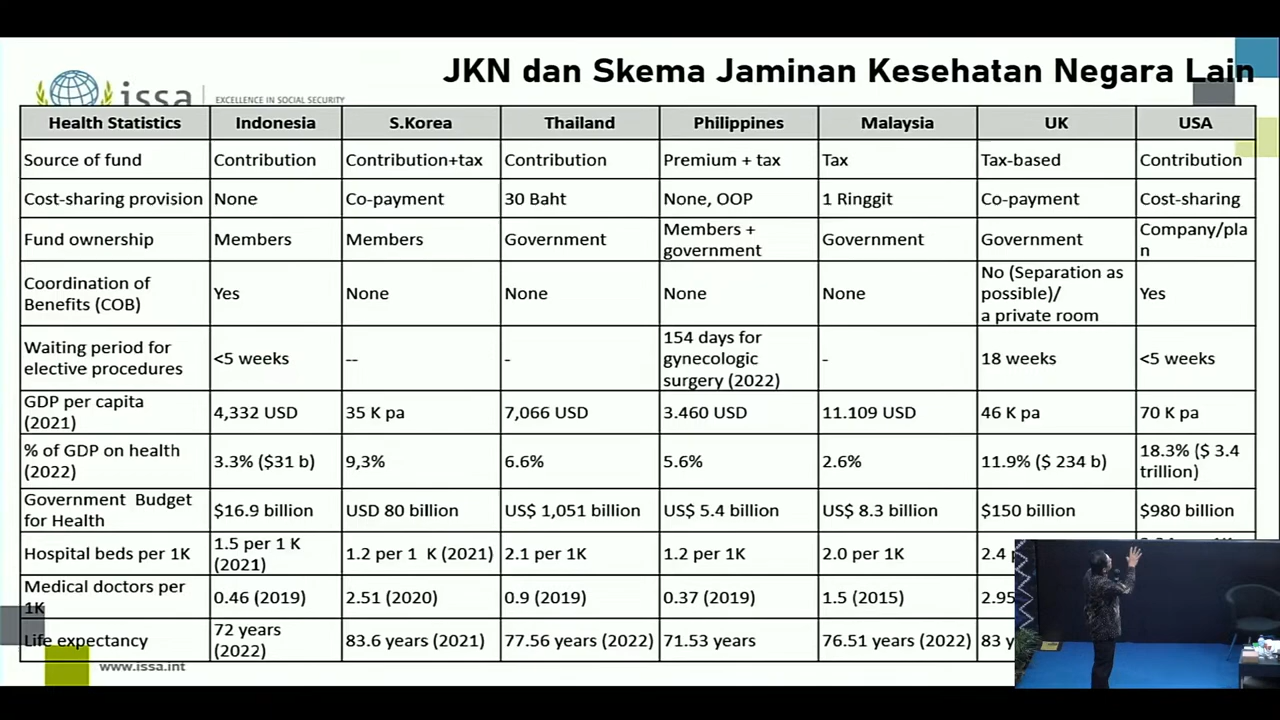 JKN dan Skema Jaminan Kesehatan Negara Lain
issa EXCELLENCE IN SOCIAL SECURITY
Health Statistics Indonesia S.Korea Thailand Philippines Malaysia UK USA
Source of fund Contribution Contribution+tax Contribution Premium + tax Tax Tax-based Contribution
Cost-sharing provision None Co-payment 30 Baht None, OOP 1 Ringgit Co-payment Cost-sharing
Fund ownership Members Members Government Members + government Government Government Company/plan
Coordination of Benefits (COB) Yes None None None None No (Separation as possible)/ a private room Yes
Waiting period for elective procedures <5 weeks -- - 154 days for gynecologic surgery (2022) - 18 weeks <5 weeks
GDP per capita (2021) 4,332 USD 35 K pa 7,066 USD 3.460 USD 11.109 USD 46 K pa 70 K pa
% of GDP on health (2022) 3.3% ($31 b) 9,3% 6.6% 5.6% 2.6% 11.9% ($ 234 b) 18.3% ($ 3.4 trillion)
Government Budget for Health $16.9 billion USD 80 billion US$ 1,051 billion US$ 5.4 billion US$ 8.3 billion $150 billion $980 billion
Hospital beds per 1K 1.5 per 1 K (2021) 1.2 per 1 K (2021) 2.1 per 1K 1.2 per 1K 2.0 per 1K 2.4
Medical doctors per 1K 0.46 (2019) 2.51 (2020) 0.9 (2019) 0.37 (2019) 1.5 (2015) 2.95
Life expectancy 72 years (2022) 83.6 years (2021) 77.56 years (2022) 71.53 years 76.51 years (2022) 83 y
www.issa.int